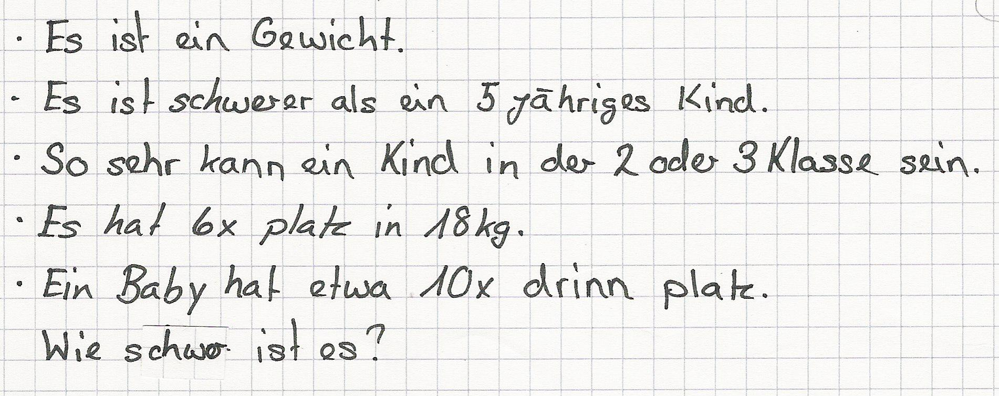 · Es ist ein Gewicht.
- Es ist schwerer als ein 5 jähriges Kind.
· So sehr kann ein Kind in der 2 oder 3 Klasse sein.
· Es hat 6x platz in 18kg.
· Ein Baby hat etwa 10x drinn platz.
Wie schwer ist es?